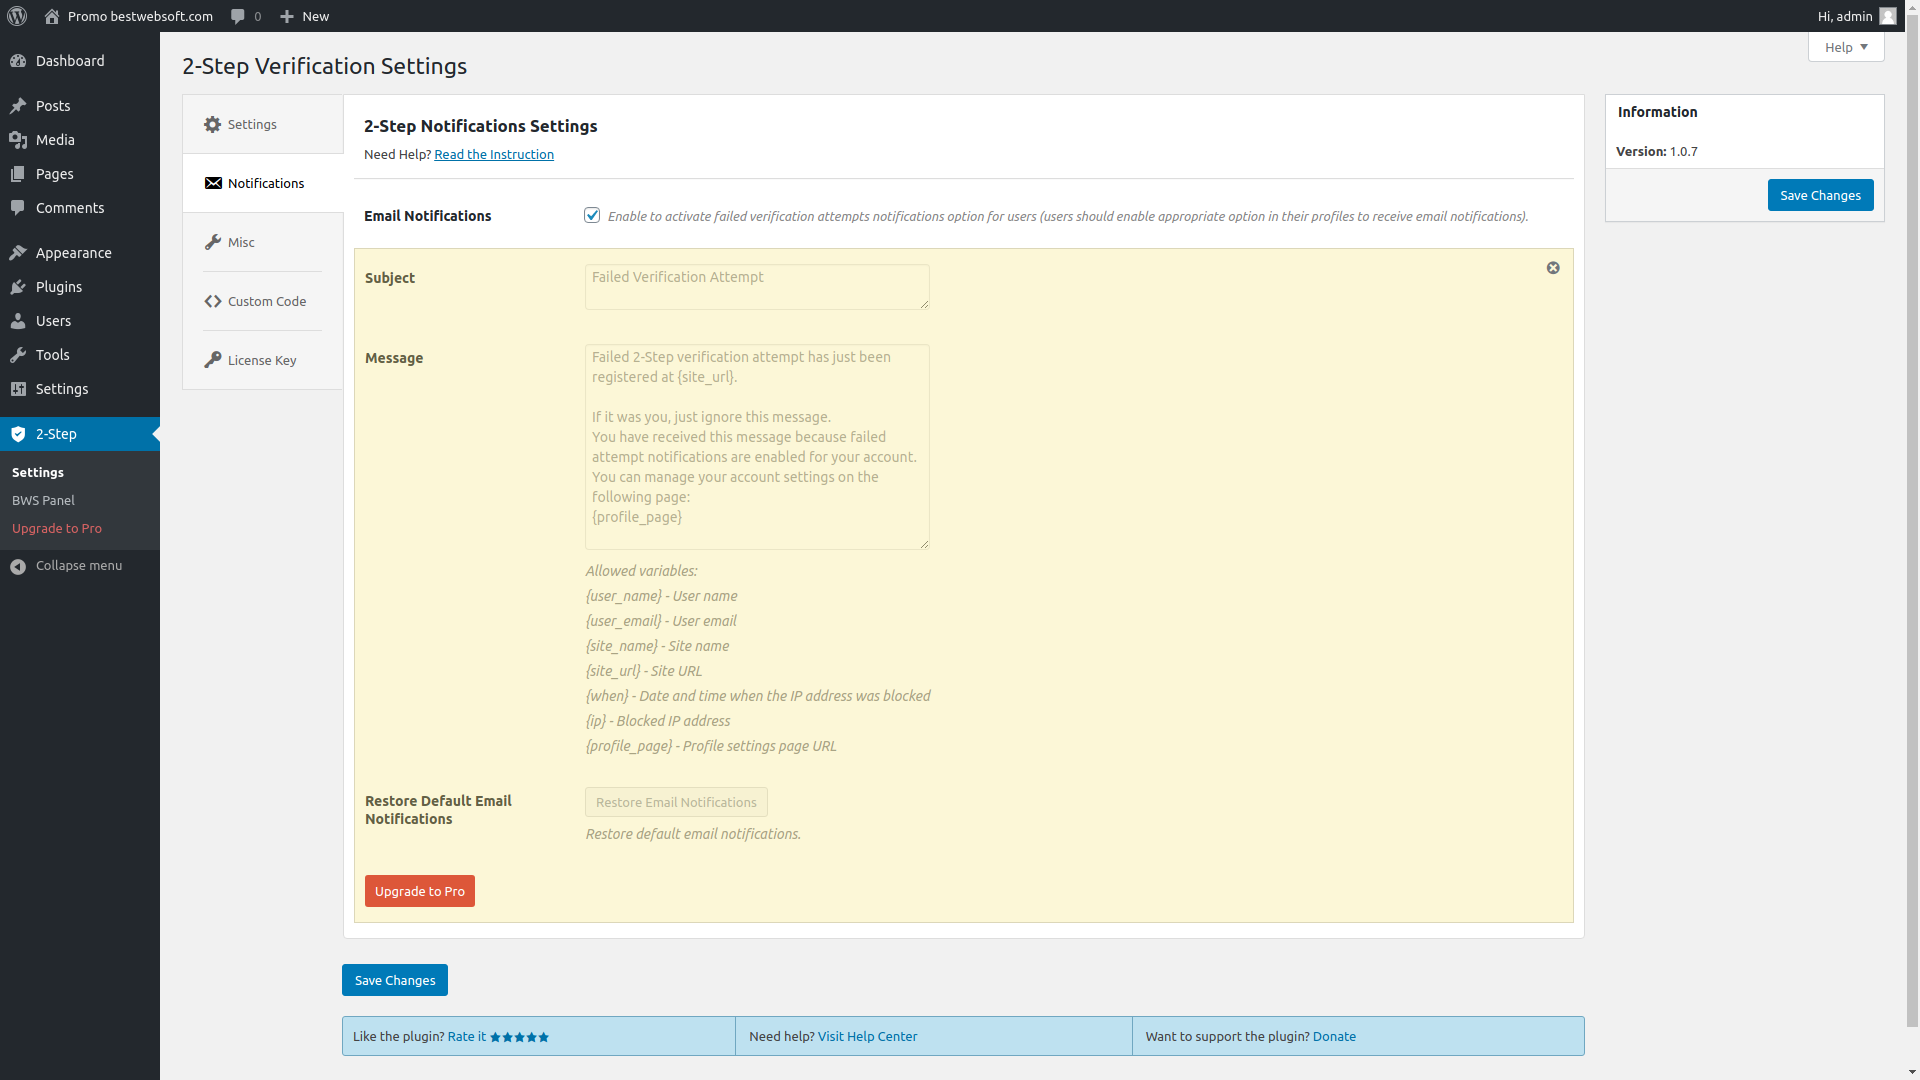 Promo bestwebsoft.com 0 New Hi, admin
Help
Dashboard
Posts
Media
Pages
Comments
Appearance
Plugins
Users
Tools
Settings
2-Step
Settings
BWS Panel
Upgrade to Pro
Collapse menu
2-Step Verification Settings
Settings
Notifications
Misc
Custom Code
License Key
2-Step Notifications Settings
Need Help? Read the Instruction
Email Notifications
Enable to activate failed verification attempts notifications option for users (users should enable appropriate option in their profiles to receive email notifications).
Subject
Failed Verification Attempt
Message
Failed 2-Step verification attempt has just been
registered at {site_url}.
If it was you, just ignore this message.
You have received this message because failed
attempt notifications are enabled for your account.
You can manage your account settings on the
following page:
{profile_page}
Allowed variables:
{user_name} - User name
{user_email} - User email
{site_name} - Site name
{site_url} - Site URL
{when} - Date and time when the IP address was blocked
{ip} - Blocked IP address
{profile_page} - Profile settings page URL
Restore Default Email
Notifications
Restore Email Notifications
Restore default email notifications.
Upgrade to Pro
Save Changes
Like the plugin? Rate it
Need help? Visit Help Center
Want to support the plugin? Donate
Information
Version: 1.0.7
Save Changes